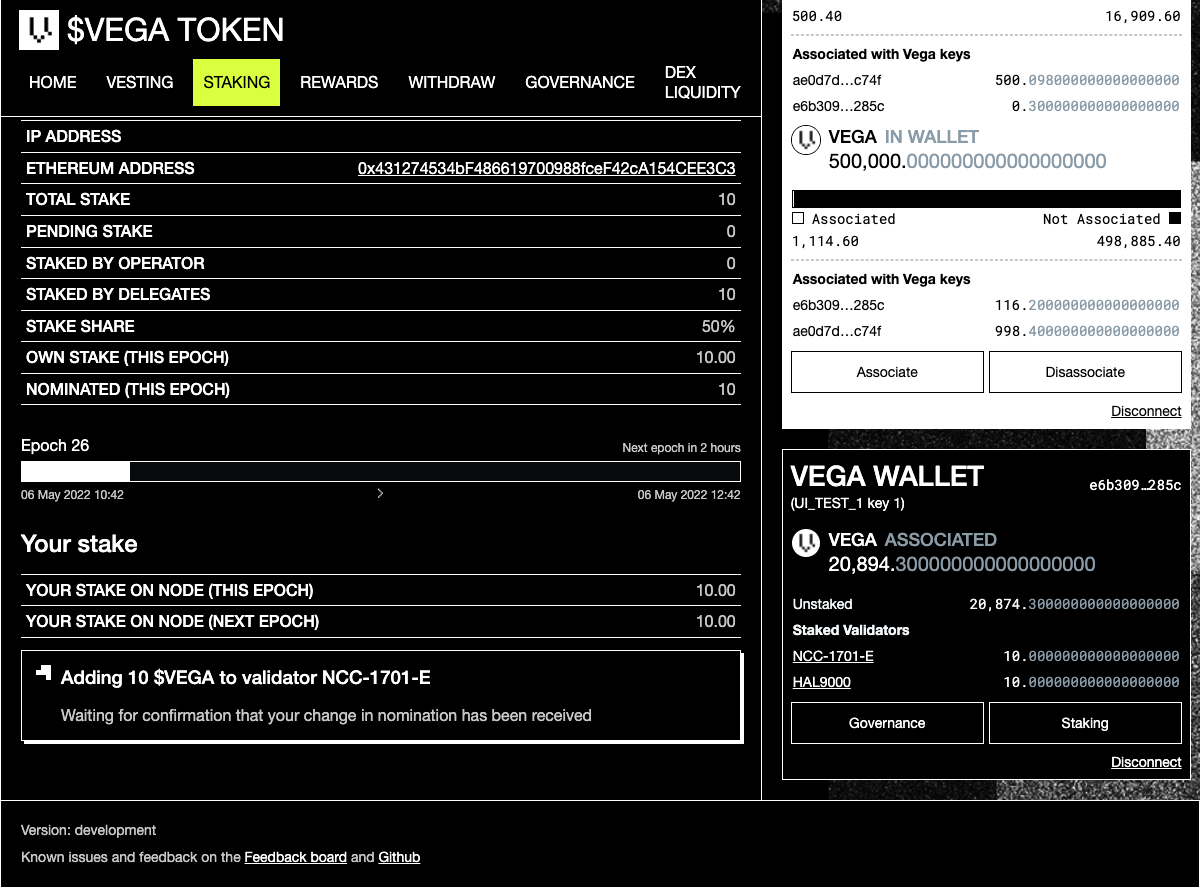 $VEGA TOKEN
HOME VESTING STAKING REWARDS WITHDRAW GOVERNANCE DEX LIQUIDITY
IP ADDRESS
ETHEREUM ADDRESS 0x431274534bF486619700988fceF42cA154CEE3C3
TOTAL STAKE 10
PENDING STAKE 0
STAKED BY OPERATOR 0
STAKED BY DELEGATES 10
STAKE SHARE 50%
OWN STAKE (THIS EPOCH) 10.00
NOMINATED (THIS EPOCH) 10
Epoch 26 Next epoch in 2 hours
06 May 2022 10:42 06 May 2022 12:42
Your stake
YOUR STAKE ON NODE (THIS EPOCH) 10.00
YOUR STAKE ON NODE (NEXT EPOCH) 10.00
Adding 10 $VEGA to validator NCC-1701-E
Waiting for confirmation that your change in nomination has been received
500.40 16,909.60
Associated with Vega keys
ae0d7d…c74f 500.098000000000000000
e6b309…285c 0.300000000000000000
VEGA IN WALLET
500,000.000000000000000000
Associated Not Associated
1,114.60 498,885.40
Associated with Vega keys
e6b309…285c 116.200000000000000000
ae0d7d…c74f 998.400000000000000000
Associate Disassociate
Disconnect
VEGA WALLET e6b309…285c
(UI_TEST_1 key 1)
VEGA ASSOCIATED
20,894.300000000000000000
Unstaked 20,874.300000000000000000
Staked Validators
NCC-1701-E 10.000000000000000000
HAL9000 10.000000000000000000
Governance Staking
Disconnect
Version: development
Known issues and feedback on the Feedback board and Github